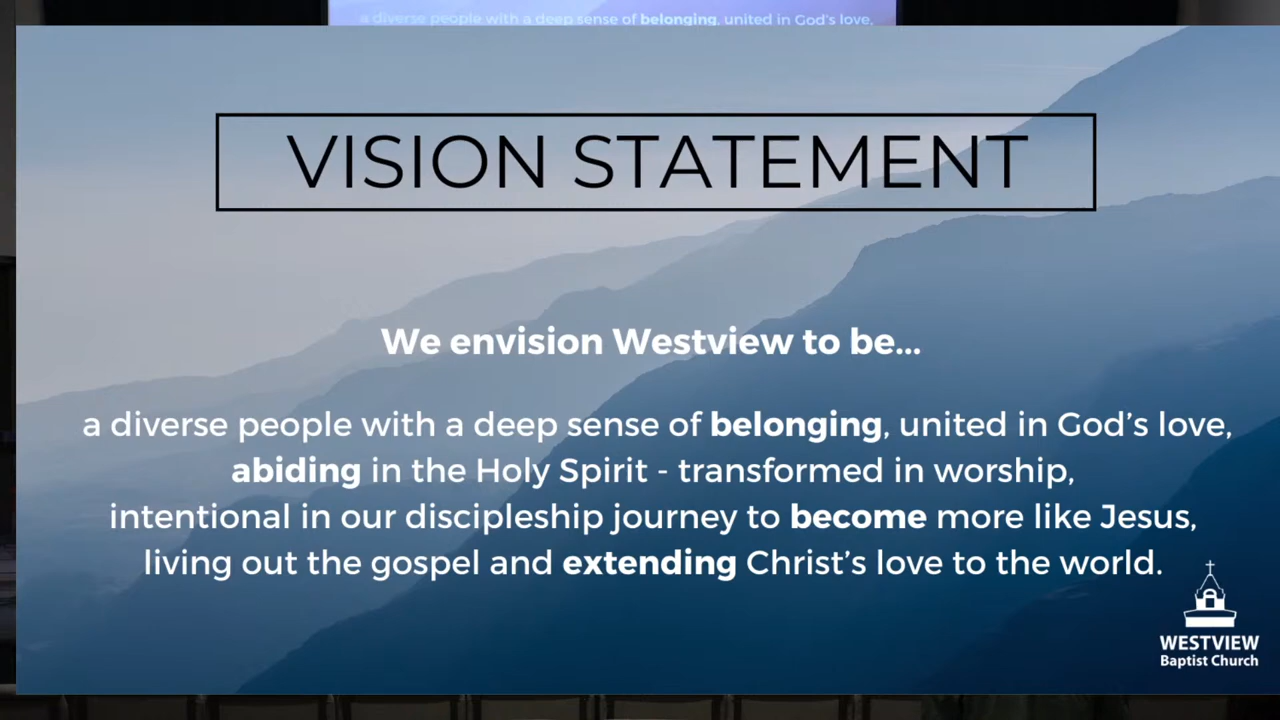 a diverse people with a deep sense of belonging, united in God's love,
VISION STATEMENT
We envision Westview to be...
a diverse people with a deep sense of belonging, united in God's love,
abiding in the Holy Spirit - transformed in worship,
intentional in our discipleship journey to become more like Jesus,
living out the gospel and extending Christ's love to the world.
WESTVIEW
Baptist Church